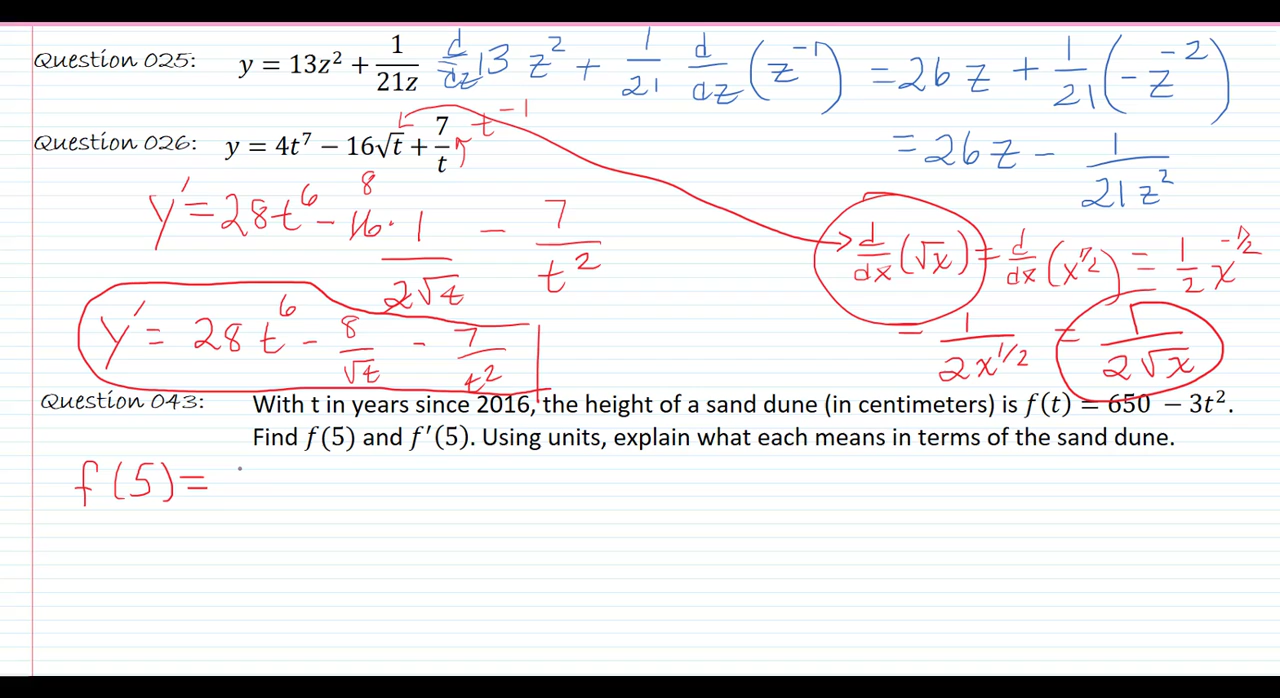 Question 025: y = 13z² + 1/21z d/dz 13 z² + 1/21 d/dz (z⁻¹) = 26 z + 1/21 (-z⁻²)
= 26 z - 1/21z²
Question 026: y = 4t⁷ − 16√t + 7/t t⁻¹
y' = 28t⁶ - 16 8 · 1/2√t - 7/t²
d/dx (√x) = d/dx (x^1/2) = 1/2 x^-1/2
= 1/2x^1/2 = 1/2√x
y' = 28 t⁶ - 8/√t - 7/t²
Question 043: With t in years since 2016, the height of a sand dune (in centimeters) is f(t) = 650 − 3t².
Find f(5) and f′(5). Using units, explain what each means in terms of the sand dune.
f(5) =